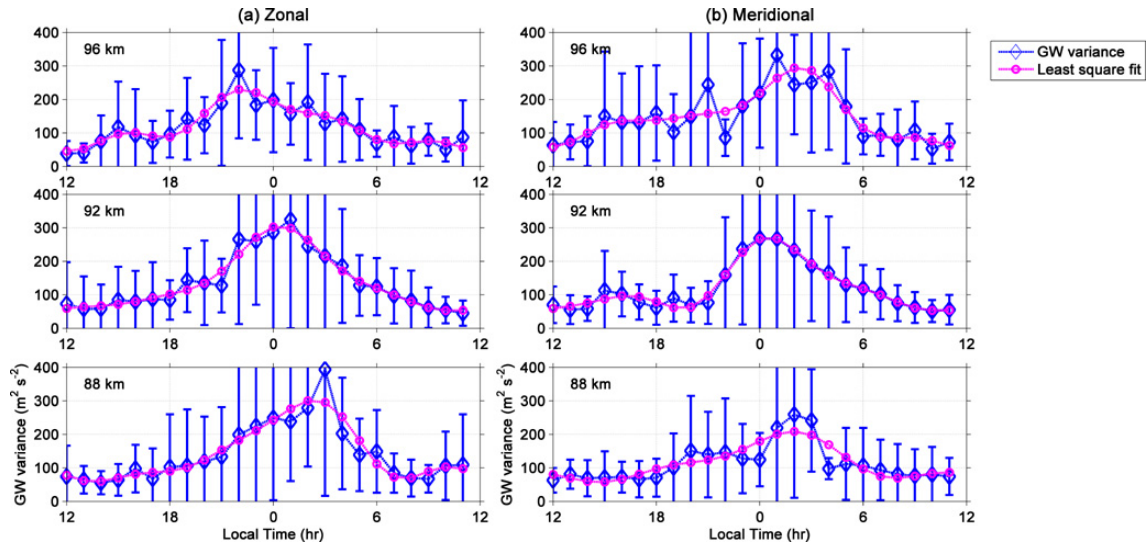 (a) Zonal
(b) Meridional
GW variance
Least square fit
96 km
400
300
200
100
0
12 18 0 6 12
96 km
400
300
200
100
0
12 18 0 6 12
92 km
400
300
200
100
0
12 18 0 6 12
92 km
400
300
200
100
0
12 18 0 6 12
88 km
GW variance (m² s⁻²)
400
300
200
100
0
12 18 0 6 12
Local Time (hr)
88 km
400
300
200
100
0
12 18 0 6 12
Local Time (hr)